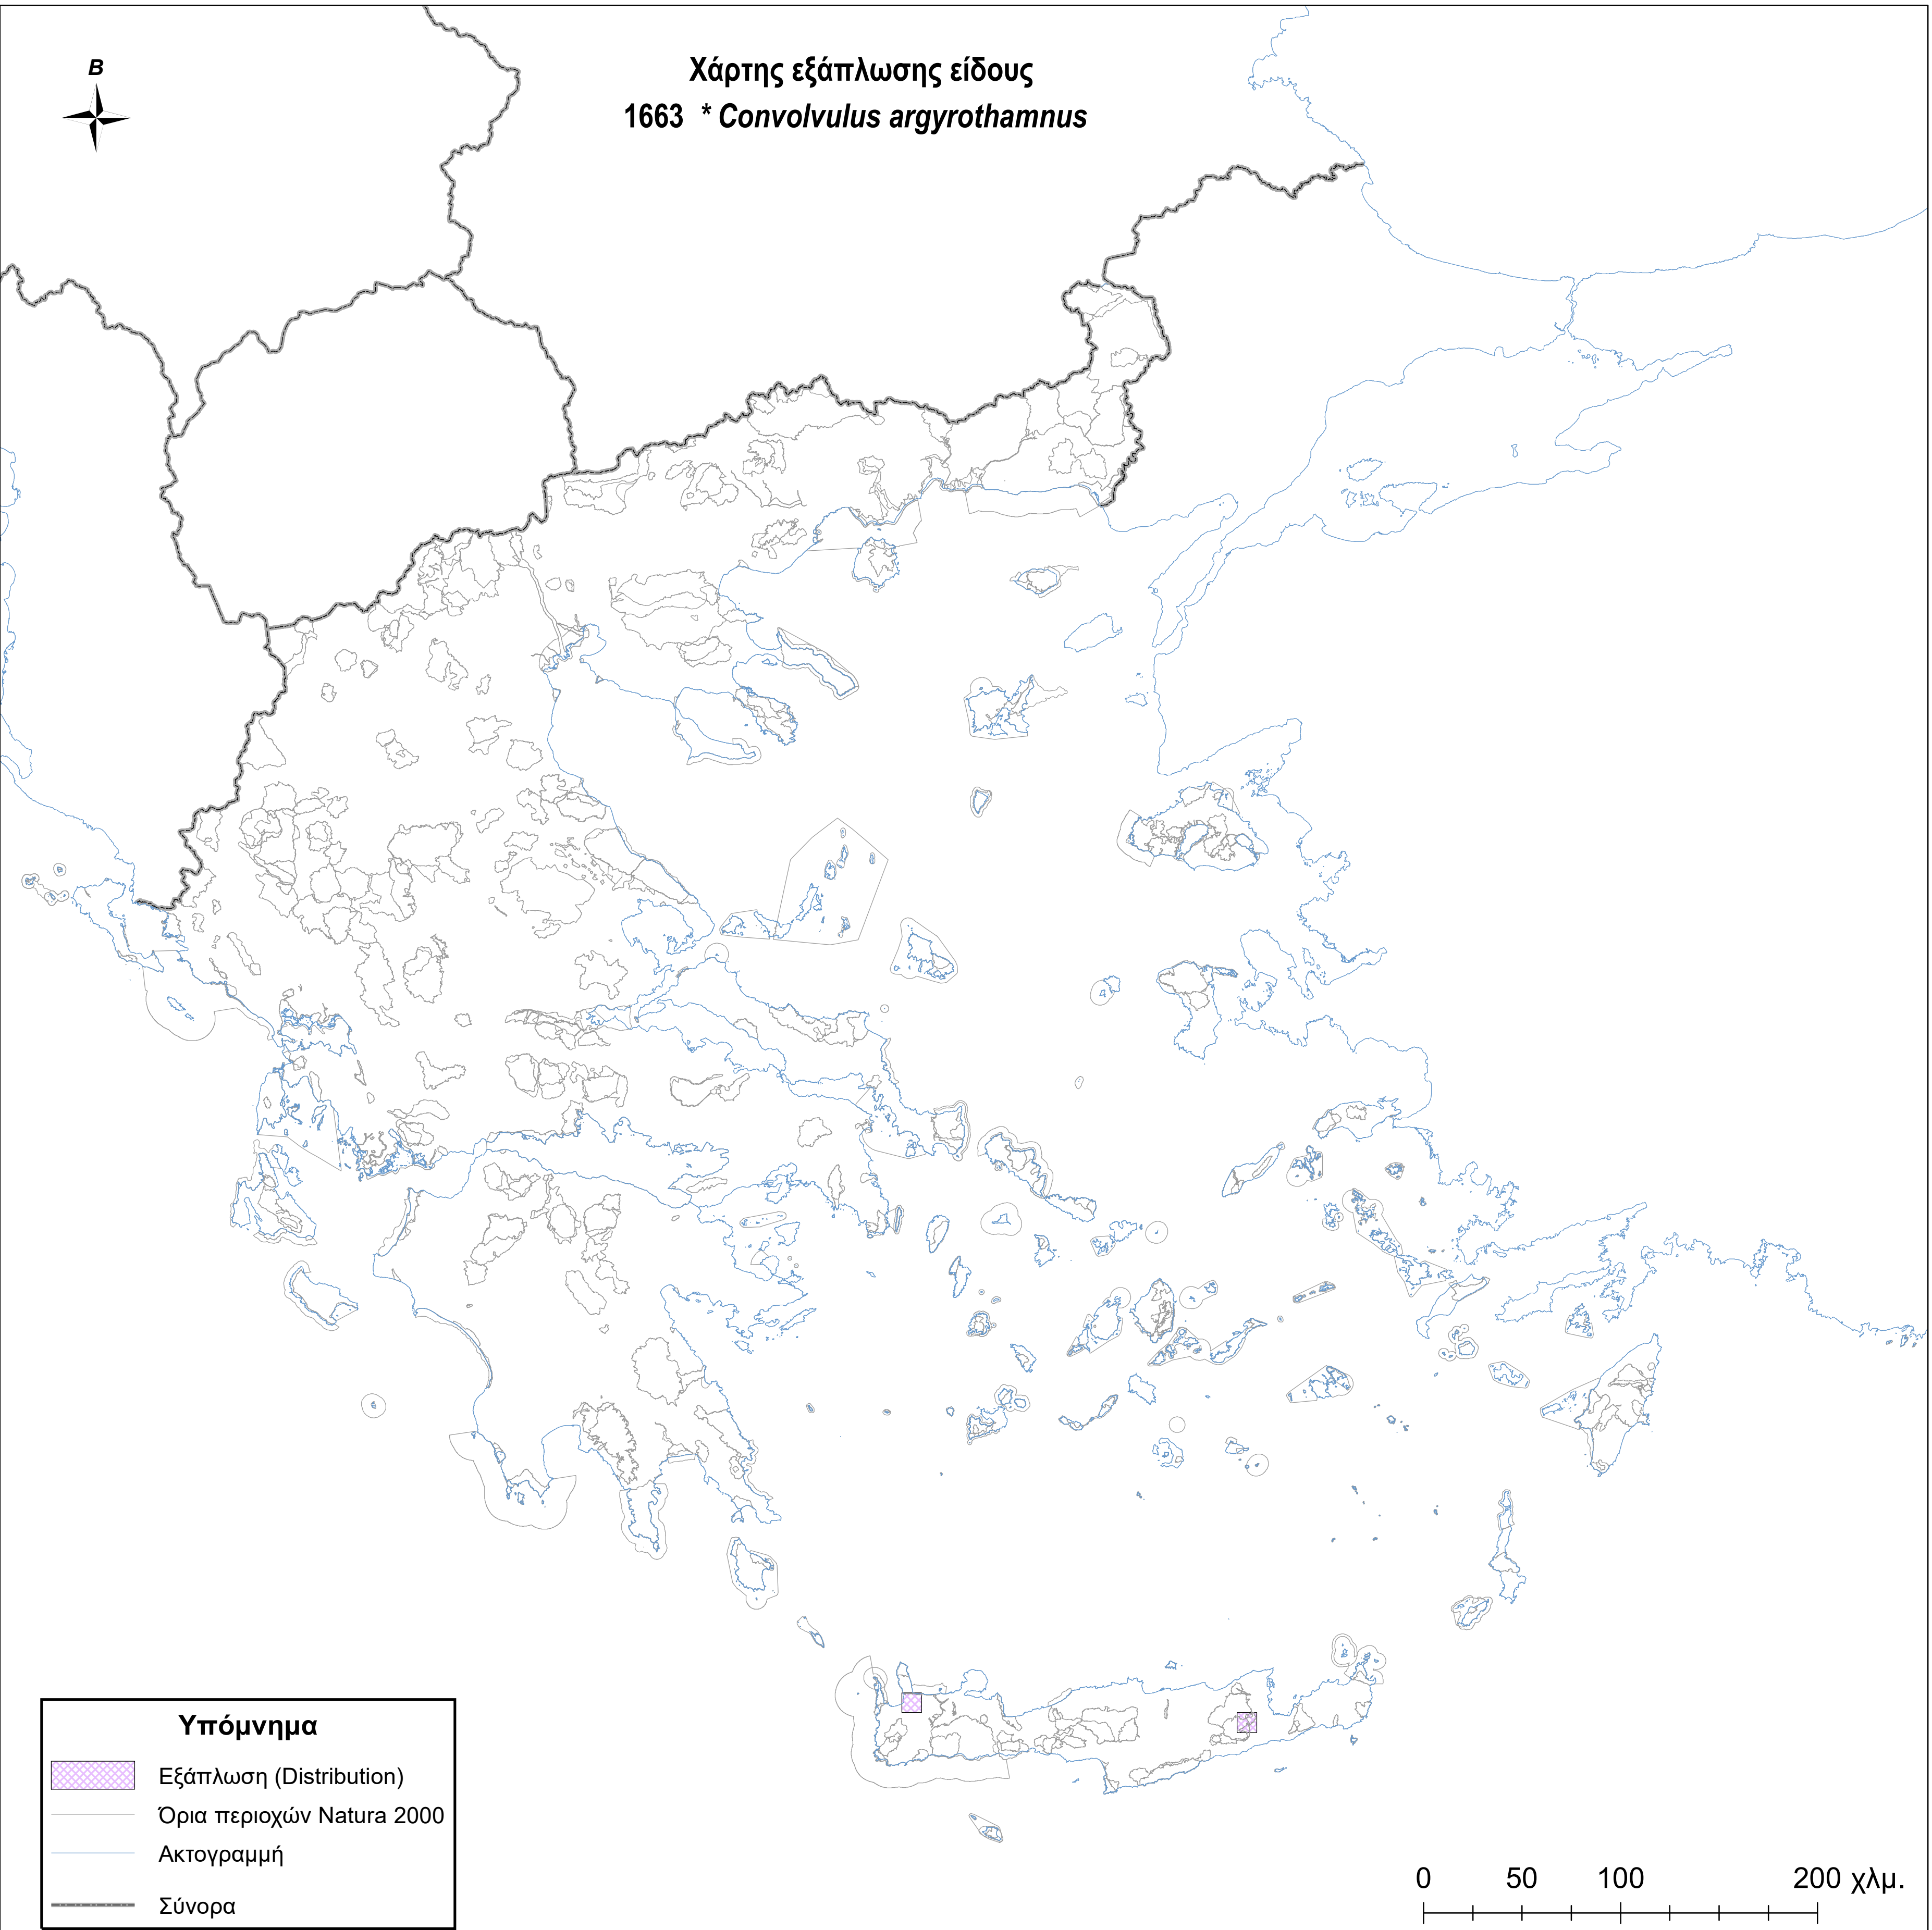 Β
Χάρτης εξάπλωσης είδους
1663 * Convolvulus argyrothamnus
Υπόμνημα
Εξάπλωση (Distribution)
Όρια περιοχών Natura 2000
Ακτογραμμή
Σύνορα
0 50 100 200 χλμ.